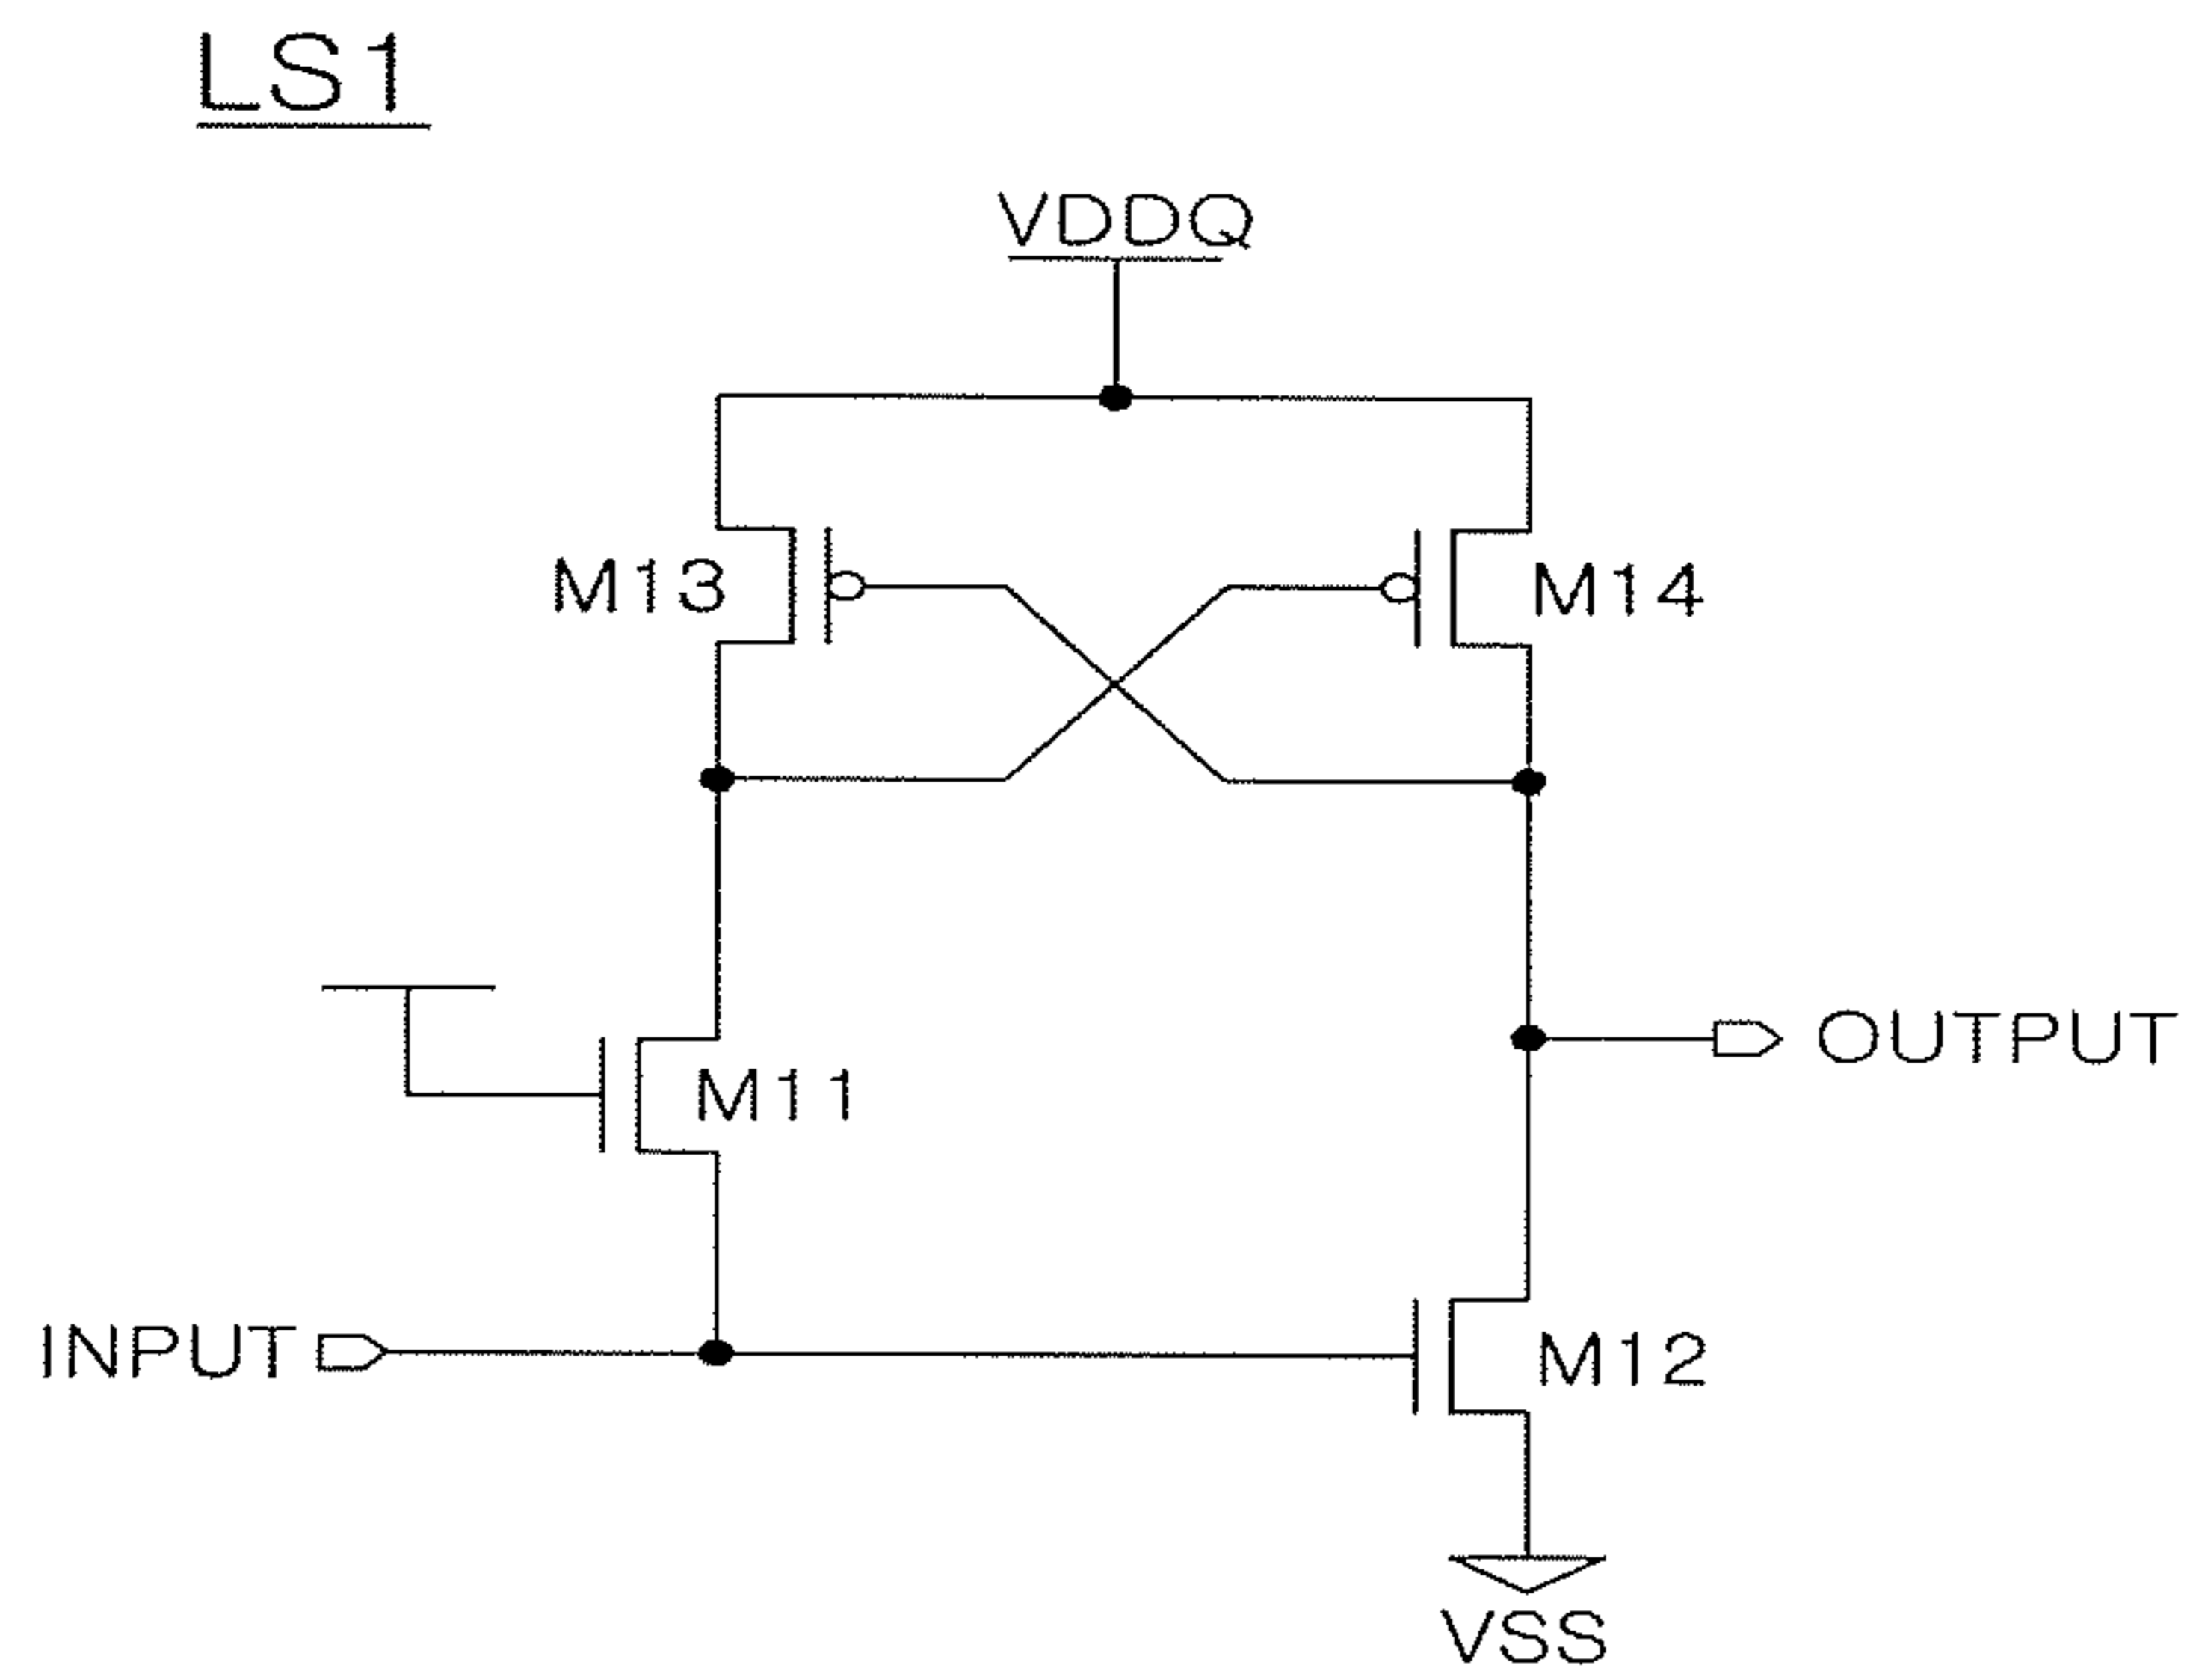 LS1
VDDQ
M13
M14
OUTPUT
M11
INPUT
M12
VSS